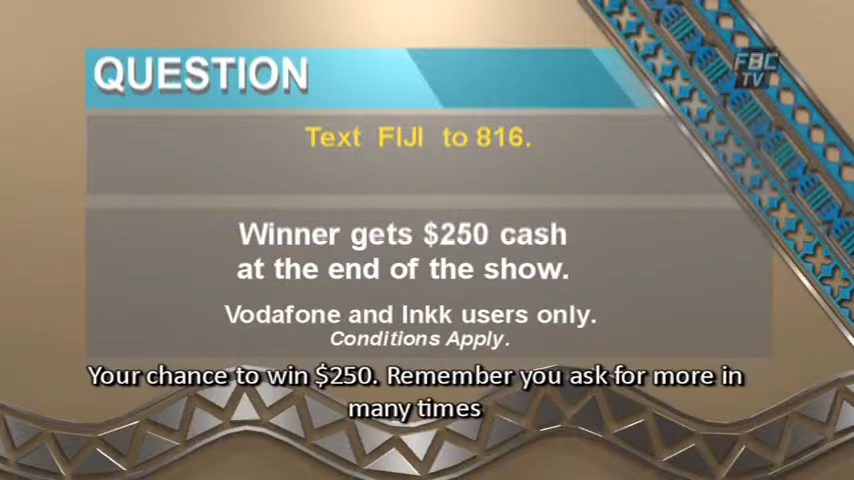 QUESTION
FBC
TV
Text FIJI to 816.
Winner gets $250 cash
at the end of the show.
Vodafone and Inkk users only.
Conditions Apply.
Your chance to win $250. Remember you ask for more in
many times